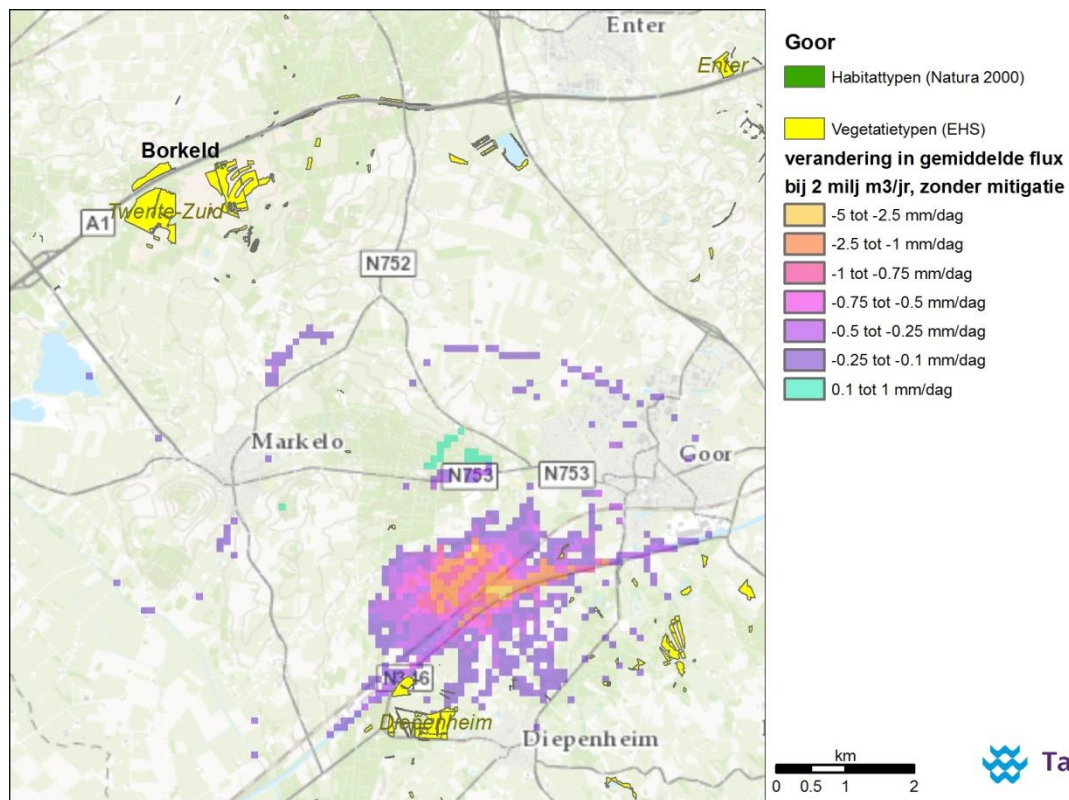 Enter
Enter
Borkeld
Twente-Zuid
A1
N752
Markelo
N753
N753
Goor
N346
Diepenheim
Diepenheim
Goor
Habitattypen (Natura 2000)
Vegetatietypen (EHS)
verandering in gemiddelde flux
bij 2 milj m3/jr, zonder mitigatie
-5 tot -2.5 mm/dag
-2.5 tot -1 mm/dag
-1 tot -0.75 mm/dag
-0.75 tot -0.5 mm/dag
-0.5 tot -0.25 mm/dag
-0.25 tot -0.1 mm/dag
0.1 tot 1 mm/dag
km
0 0.5 1 2
Ta